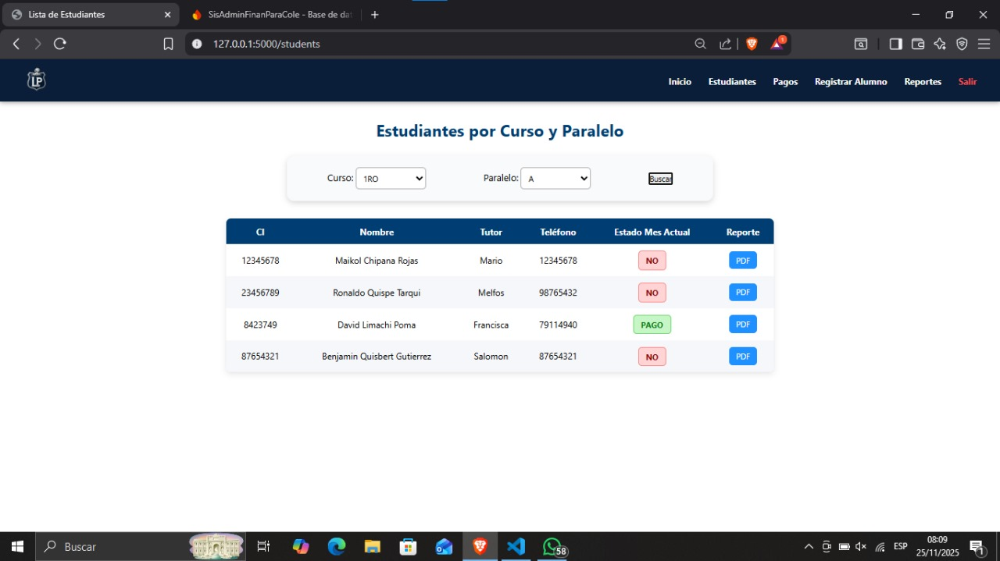 Lista de Estudiantes
SisAdminFinanParaCole - Base de dat
127.0.0.1:5000/students
1
LP
Inicio Estudiantes Pagos Registrar Alumno Reportes Salir
Estudiantes por Curso y Paralelo
Curso: 1RO Paralelo: A Buscar
CI Nombre Tutor Teléfono Estado Mes Actual Reporte
12345678 Maikol Chipana Rojas Mario 12345678 NO PDF
23456789 Ronaldo Quispe Tarqui Melfos 98765432 NO PDF
8423749 David Limachi Poma Francisca 79114940 PAGO PDF
87654321 Benjamin Quisbert Gutierrez Salomon 87654321 NO PDF
Buscar
58
ESP
08:09
25/11/2025
1